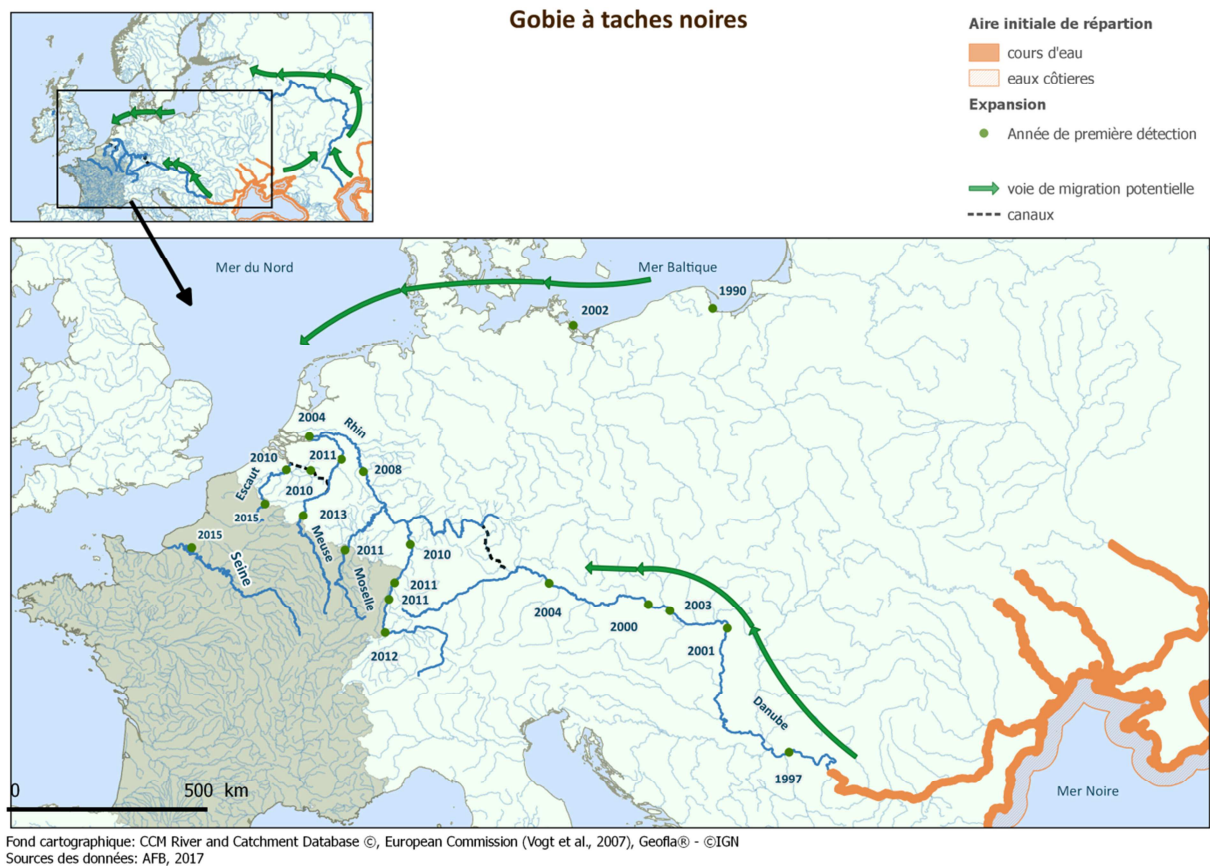 Gobie à taches noires
Aire initiale de répartion
cours d'eau
eaux côtieres
Expansion
Année de première détection
voie de migration potentielle
canaux
Mer du Nord
Mer Baltique
1990
2002
2004
Rhin
2010
2011
2008
Escaut
2010
2015
2013
2015
Meuse
2011
2010
Seine
Moselle
2011
2011
2004
2003
2000
2012
2001
Danube
1997
Mer Noire
0
500 km
Fond cartographique: CCM River and Catchment Database ©, European Commission (Vogt et al., 2007), Geofla® - ©IGN
Sources des données: AFB, 2017